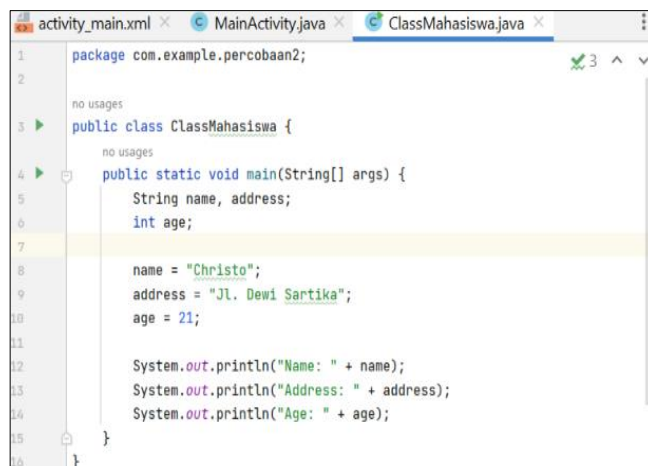 activity_main.xml × MainActivity.java × ClassMahasiswa.java ×
1 package com.example.percobaan2;
3
2
no usages
3 public class ClassMahasiswa {
no usages
4 public static void main(String[] args) {
5 String name, address;
6 int age;
7
8 name = "Christo";
9 address = "Jl. Dewi Sartika";
10 age = 21;
11
12 System.out.println("Name: " + name);
13 System.out.println("Address: " + address);
14 System.out.println("Age: " + age);
15 }
16 }